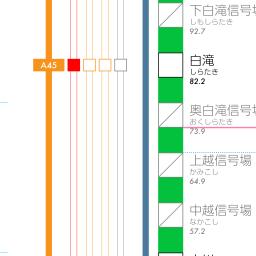 下白滝信号場
しもしらたき
92.7
A45
白滝
しらたき
82.2
奥白滝信号場
おくしらたき
73.9
上越信号場
かみこし
64.9
中越信号場
なかこし
57.2